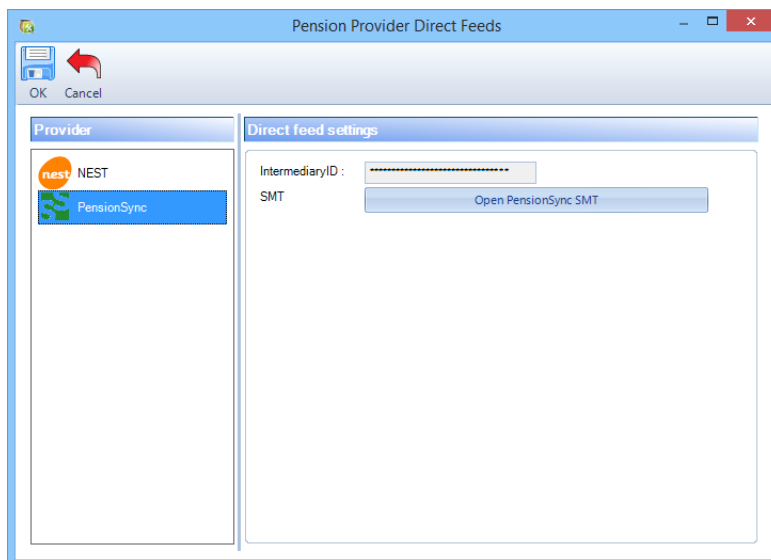 Pension Provider Direct Feeds
OK Cancel
Provider
Direct feed settings
nest NEST
PensionSync
IntermediaryID : ********************************
SMT Open PensionSync SMT